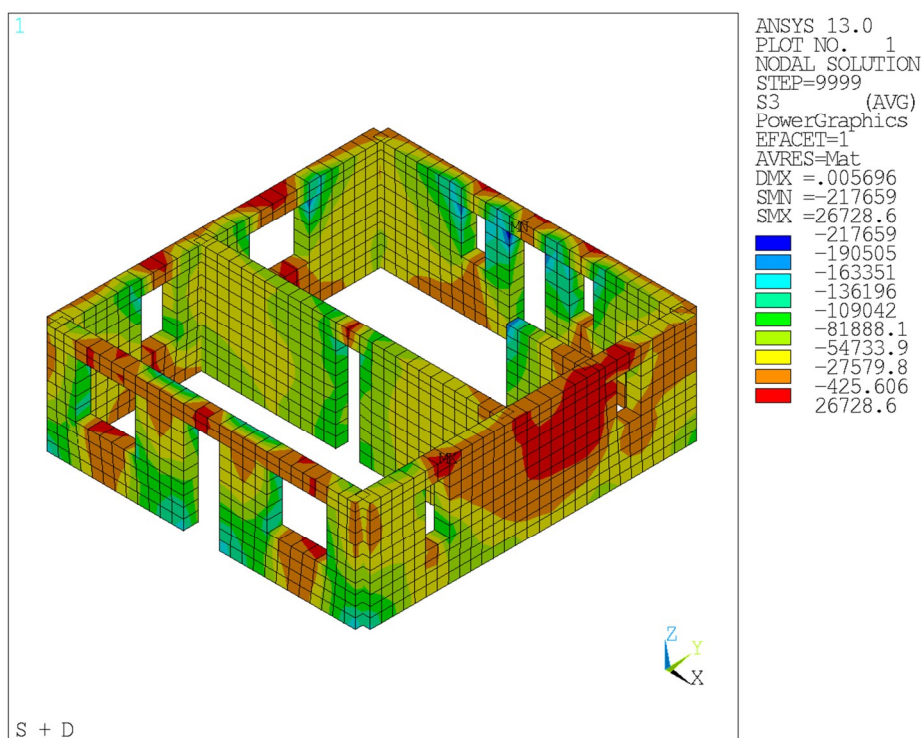 1
ANSYS 13.0
PLOT NO. 1
NODAL SOLUTION
STEP=9999
S3 (AVG)
PowerGraphics
EFACET=1
AVRES=Mat
DMX =.005696
SMN =-217659
SMX =26728.6
-217659
-190505
-163351
-136196
-109042
-81888.1
-54733.9
-27579.8
-425.606
26728.6
MN
MX
Z
Y
X
S + D